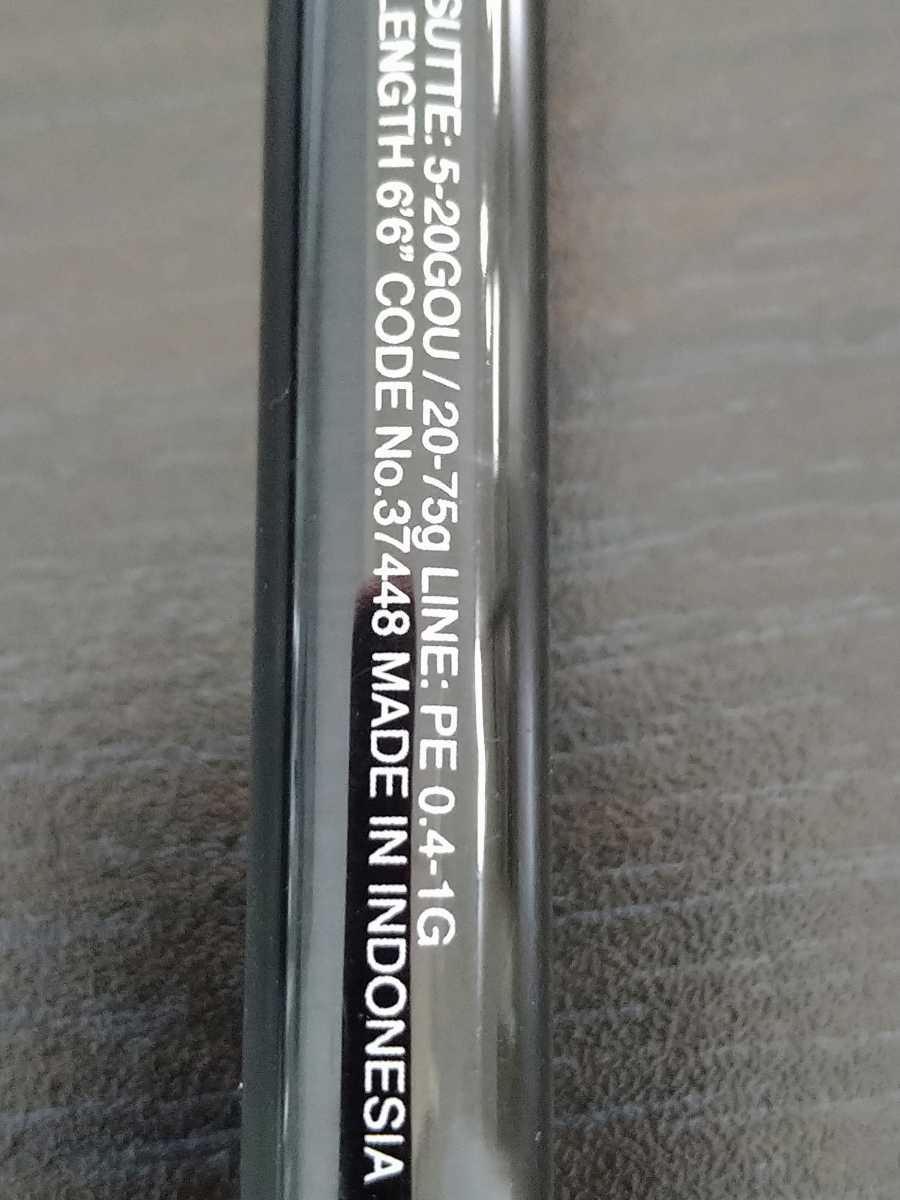 SUTTE: 5-20GOU / 20-75g LINE: PE 0.4-1G
LENGTH 6'6” CODE No.37448 MADE IN INDONESIA